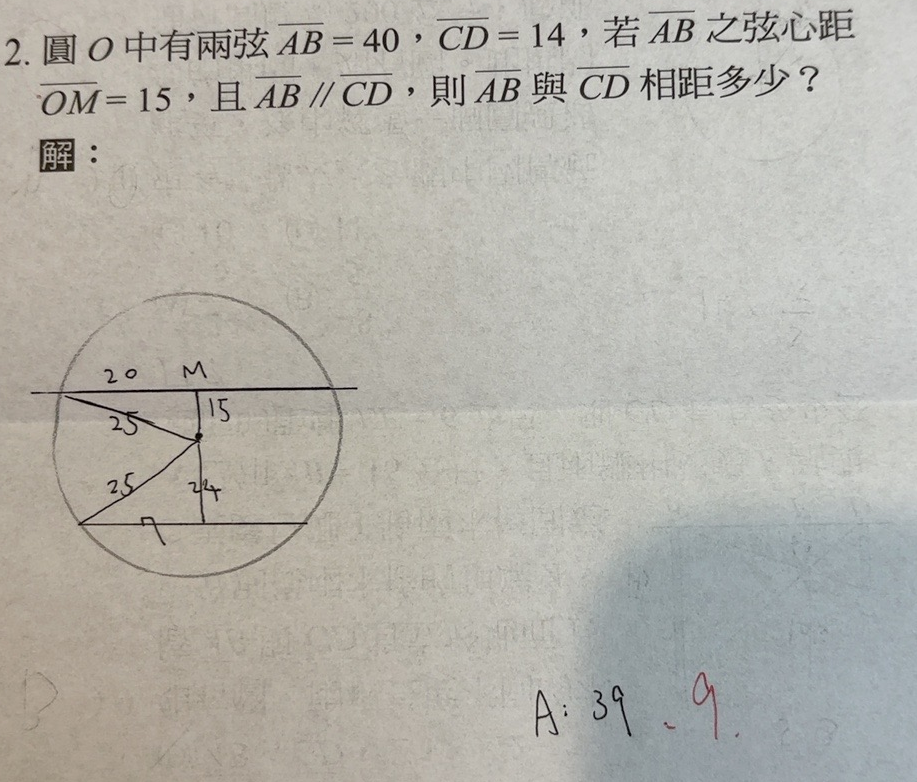 2. 圓 O 中有兩弦 AB = 40，CD = 14，若 AB 之弦心距
OM = 15，且 AB // CD，則 AB 與 CD 相距多少？
解：
20 M
15
25
25 24
7
A: 39、9.